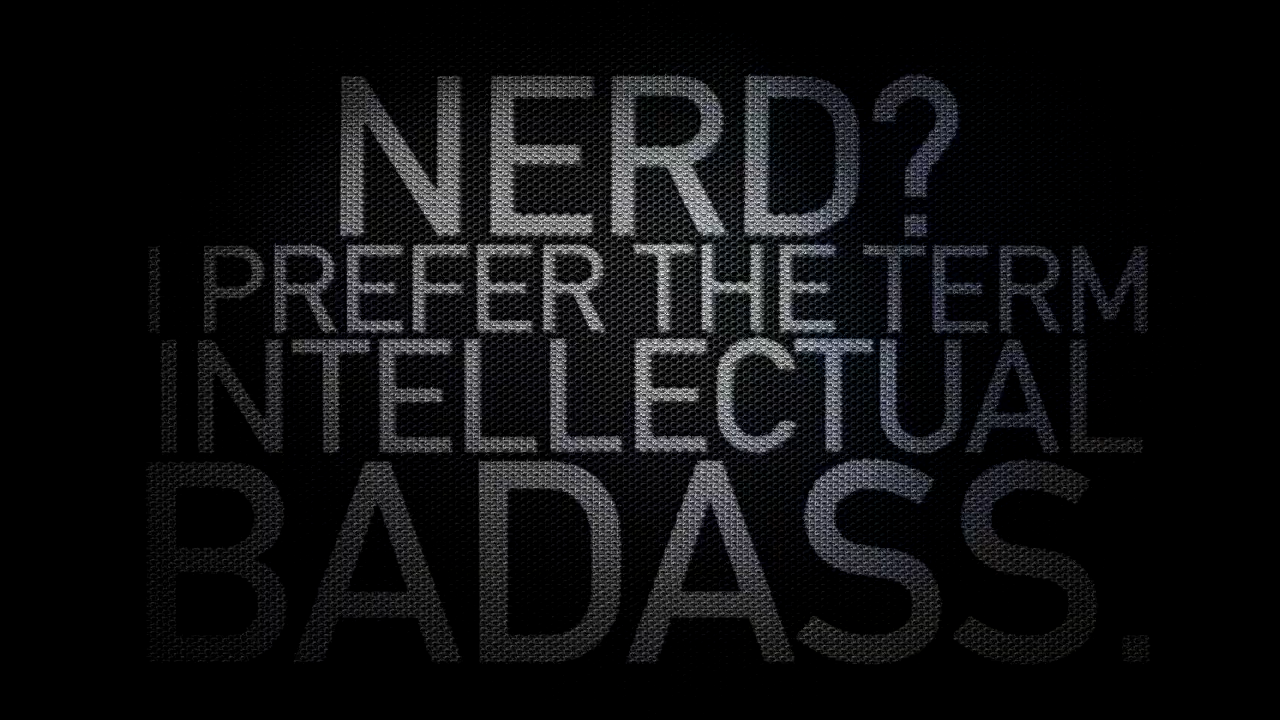 NERD?
I PREFER THE TERM
INTELLECTUAL
BADASS.